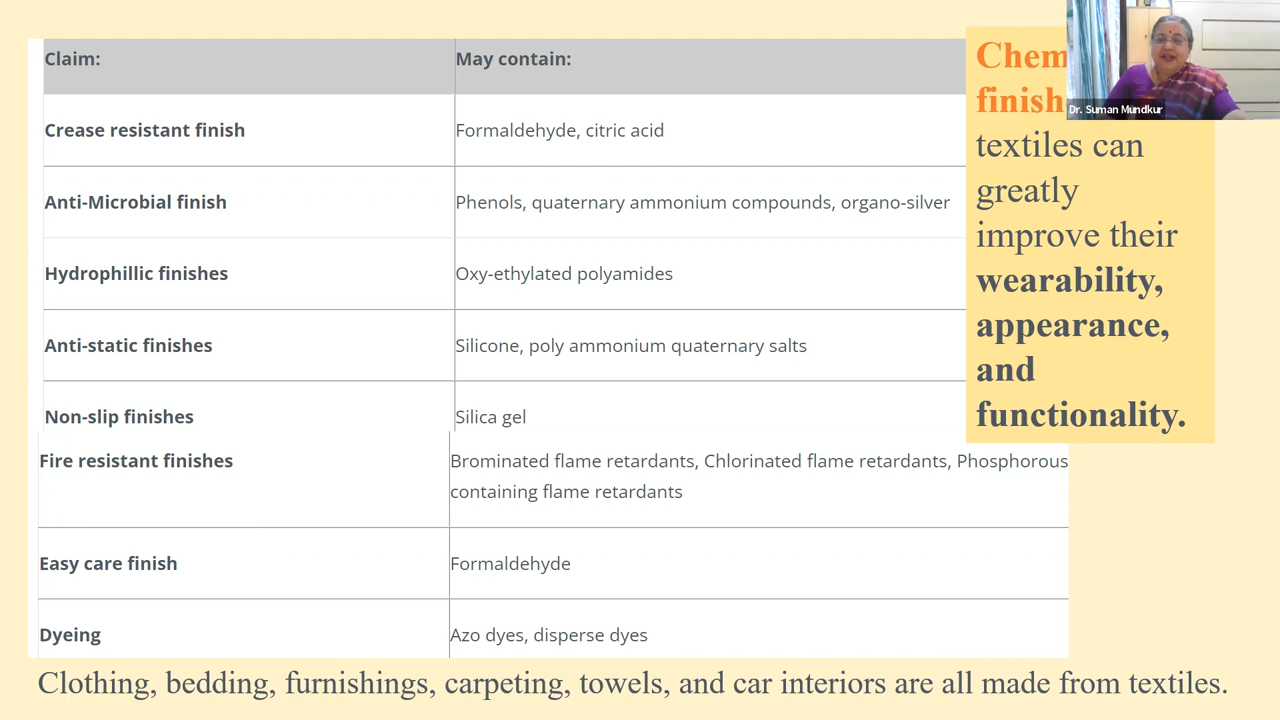 Claim: May contain:
Crease resistant finish Formaldehyde, citric acid
Anti-Microbial finish Phenols, quaternary ammonium compounds, organo-silver
Hydrophillic finishes Oxy-ethylated polyamides
Anti-static finishes Silicone, poly ammonium quaternary salts
Non-slip finishes Silica gel
Fire resistant finishes Brominated flame retardants, Chlorinated flame retardants, Phosphorous
containing flame retardants
Easy care finish Formaldehyde
Dyeing Azo dyes, disperse dyes
Chem
finish
textiles can
greatly
improve their
wearability,
appearance,
and
functionality.
Dr. Suman Mundkur
Clothing, bedding, furnishings, carpeting, towels, and car interiors are all made from textiles.